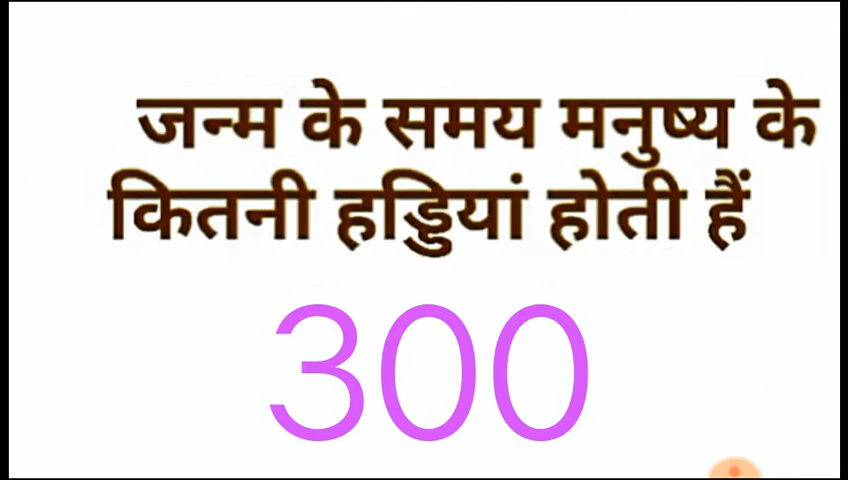 जन्म के समय मनुष्य के
कितनी हड्डियां होती हैं
300